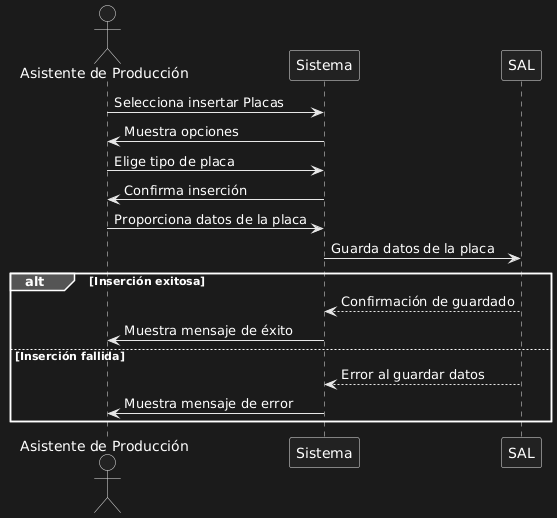 Asistente de Producción
Sistema
SAL
Selecciona insertar Placas
Muestra opciones
Elige tipo de placa
Confirma inserción
Proporciona datos de la placa
Guarda datos de la placa
alt [Inserción exitosa]
Confirmación de guardado
Muestra mensaje de éxito
[Inserción fallida]
Error al guardar datos
Muestra mensaje de error
Asistente de Producción
Sistema
SAL